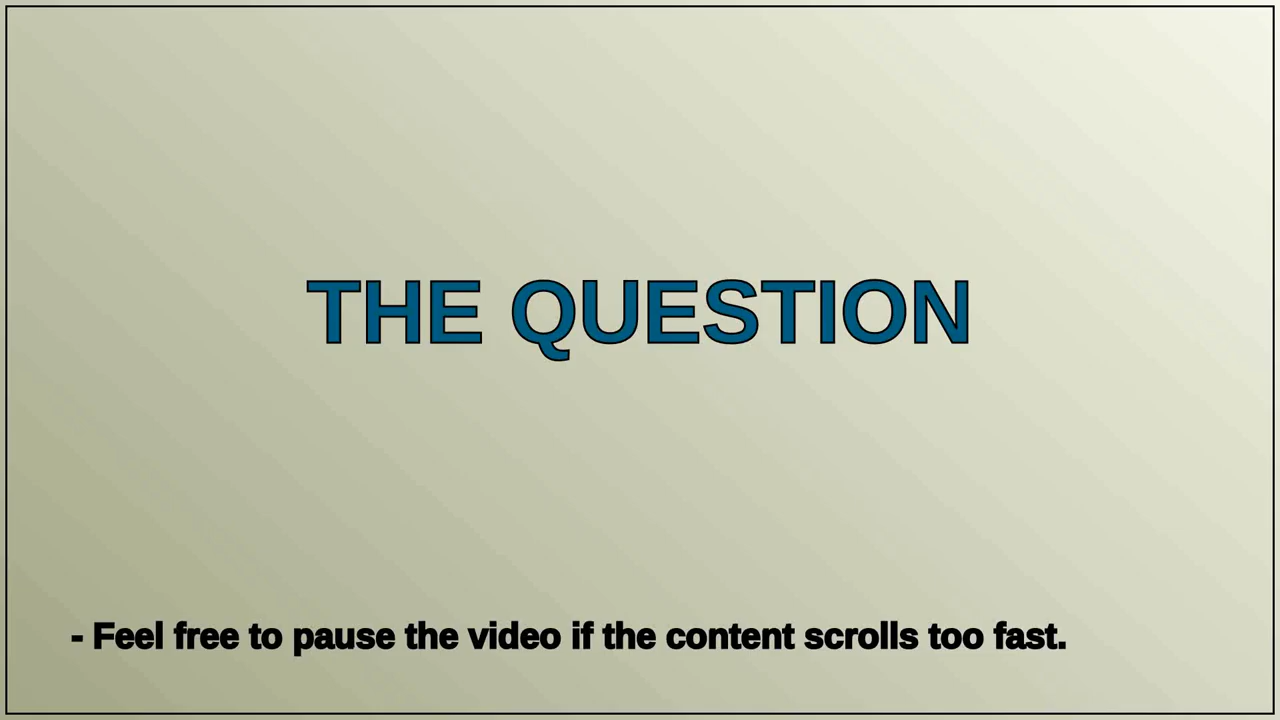 THE QUESTION
- Feel free to pause the video if the content scrolls too fast.